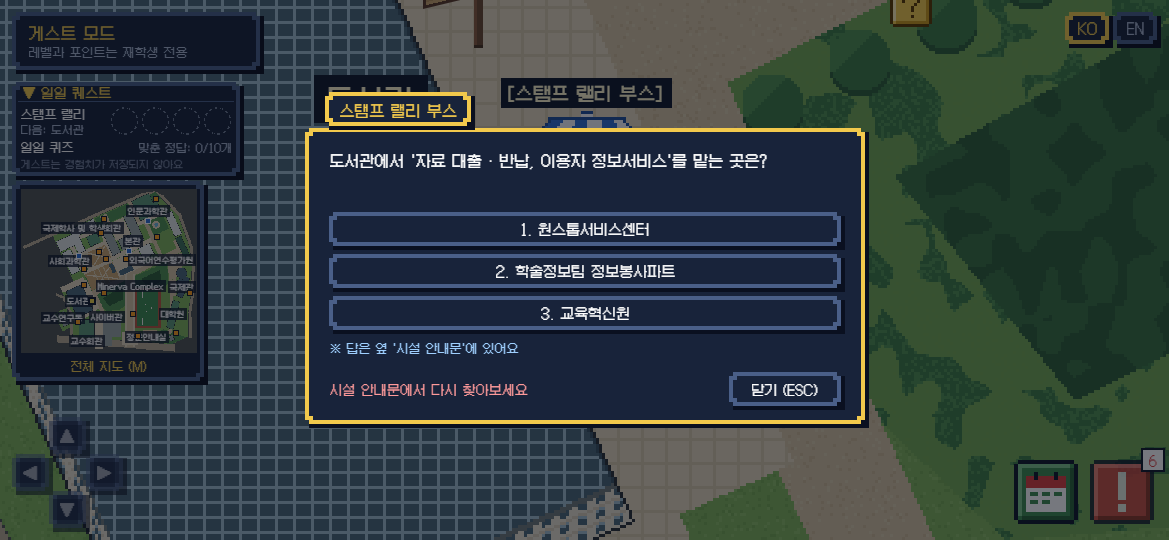 게스트 모드
레벨과 포인트는 재학생 전용
KO
EN
▼ 일일 퀘스트
스탬프 랠리
다음: 도서관
일일 퀴즈
맞춘 정답: 0/10개
게스트는 경험치가 저장되지 않아요
[스탬프 랠리 부스]
스탬프 랠리 부스
도서관에서 '자료 대출 · 반납, 이용자 정보서비스'를 맡는 곳은?
1. 원스톱서비스센터
2. 학술정보팀 정보봉사파트
3. 교육혁신원
※ 답은 옆 '시설 안내문'에 있어요
시설 안내문에서 다시 찾아보세요
닫기 (ESC)
인문과학관
국제학사 및 학생회관
본관
사회과학관
외국어연수평가원
Minerva Complex
국제관
도서관
교수연구동
사이버관
대학원
교수회관
정문안내실
전체 지도 (M)
6